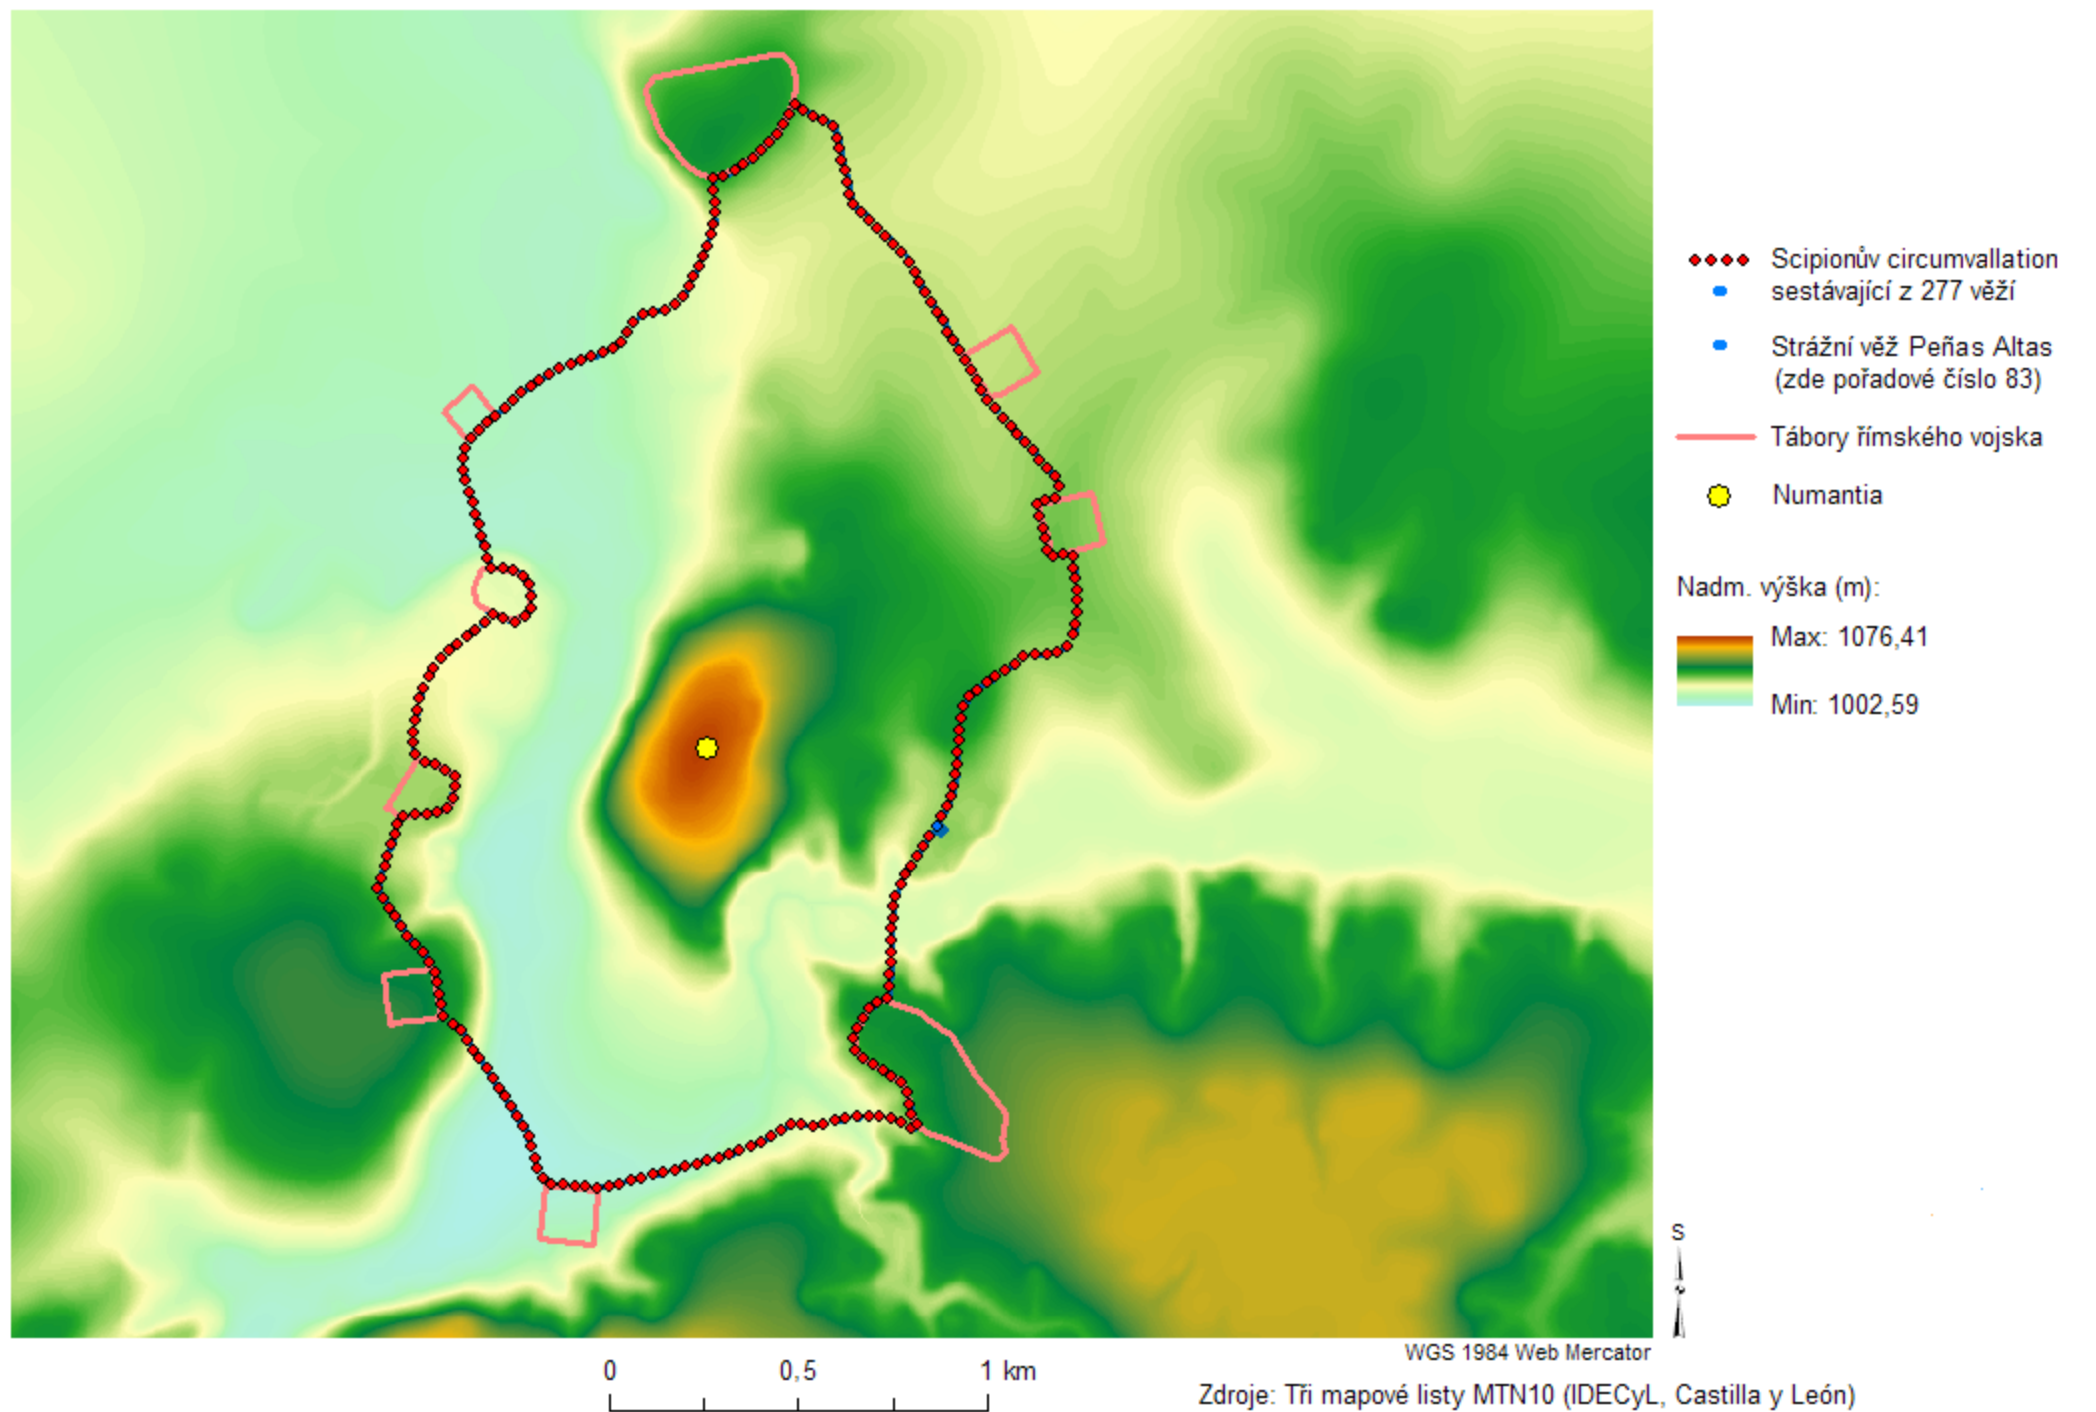 Scipionův circumvallation
sestávající z 277 věží
Strážní věž Peñas Altas
(zde pořadové číslo 83)
Tábory římského vojska
Numantia
Nadm. výška (m):
Max: 1076,41
Min: 1002,59
S
WGS 1984 Web Mercator
0 0,5 1 km
Zdroje: Tři mapové listy MTN10 (IDECyL, Castilla y León)